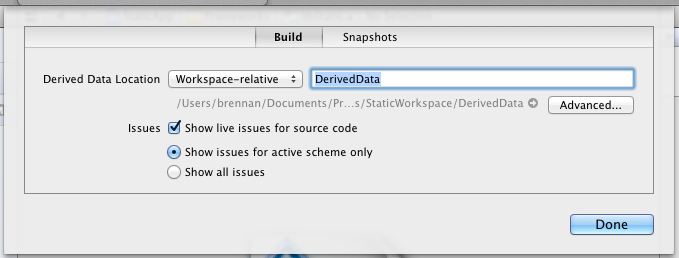 Build Snapshots
Derived Data Location Workspace-relative DerivedData
/Users/brennan/Documents/Pr...s/StaticWorkspace/DerivedData Advanced...
Issues Show live issues for source code
Show issues for active scheme only
Show all issues
Done